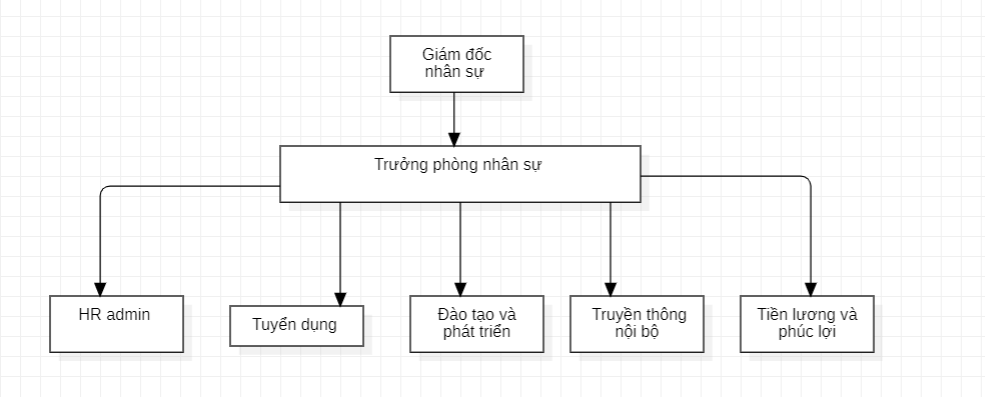 Giám đốc
nhân sự
Trưởng phòng nhân sự
HR admin
Tuyển dụng
Đào tạo và
phát triển
Truyền thông
nội bộ
Tiền lương và
phúc lợi